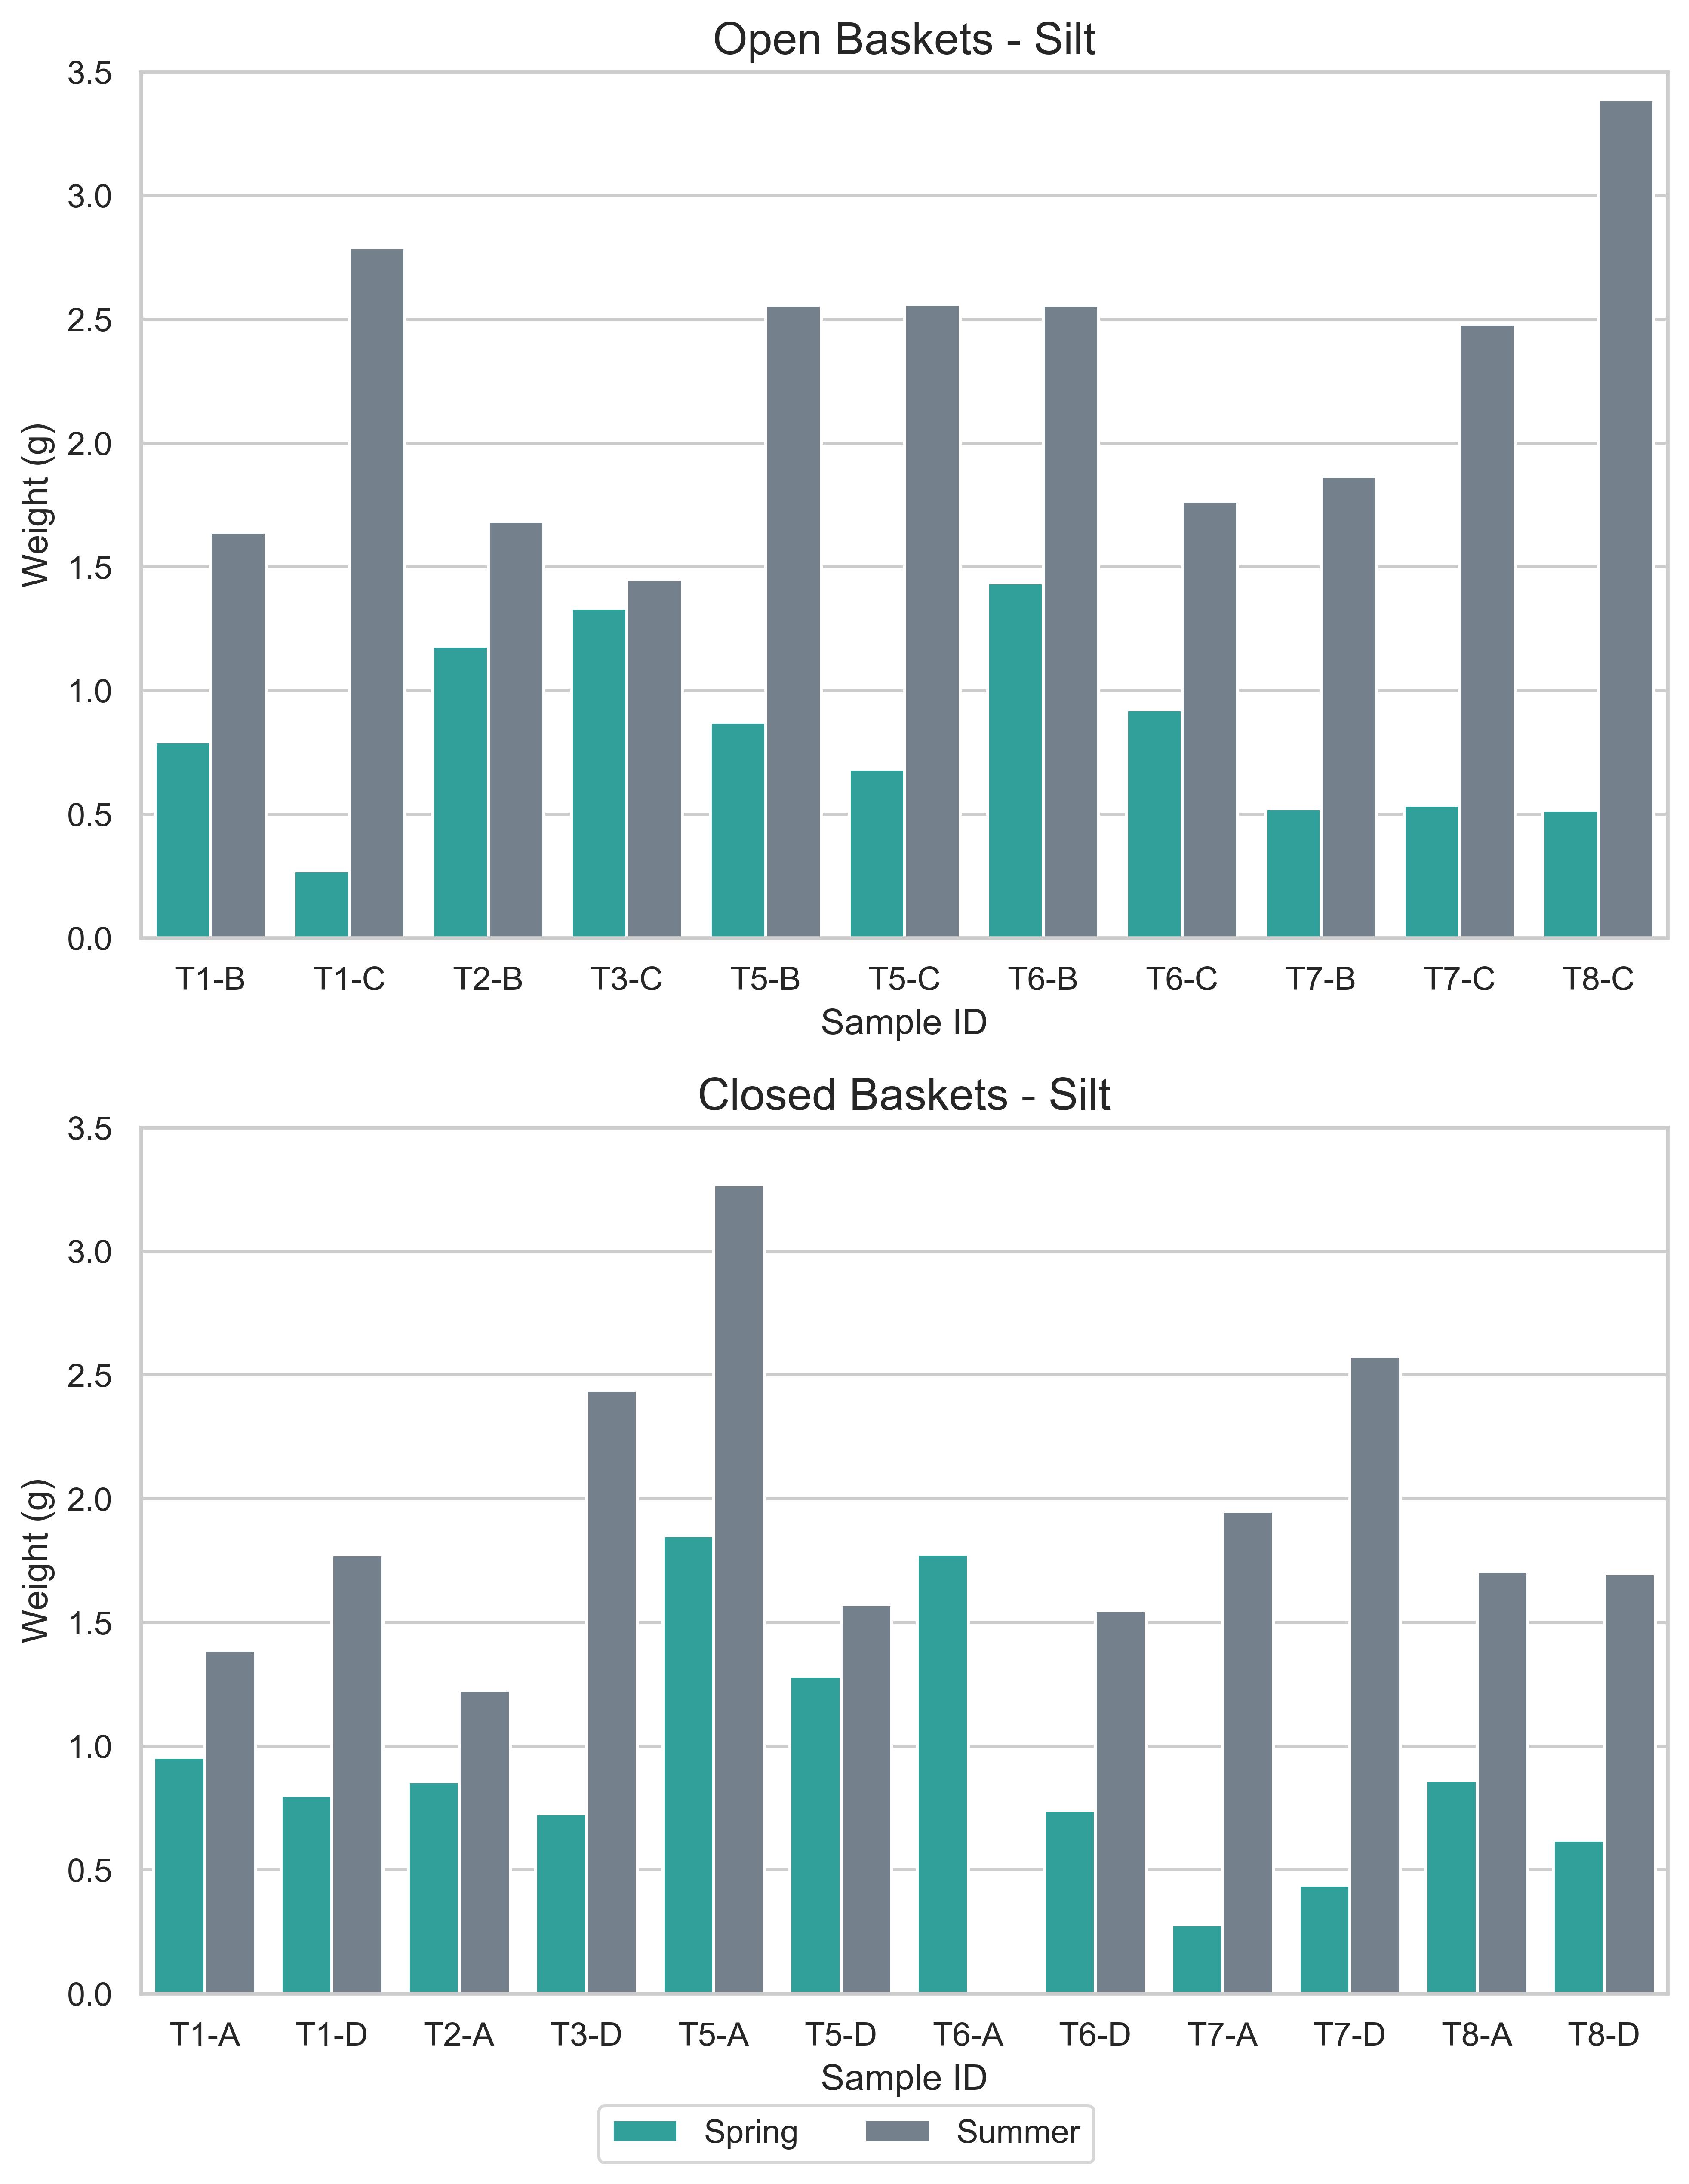 Open Baskets - Silt
3.5
3.0
2.5
2.0
1.5
1.0
0.5
0.0
Weight (g)
T1-B T1-C T2-B T3-C T5-B T5-C T6-B T6-C T7-B T7-C T8-C
Sample ID
Closed Baskets - Silt
3.5
3.0
2.5
2.0
1.5
1.0
0.5
0.0
Weight (g)
T1-A T1-D T2-A T3-D T5-A T5-D T6-A T6-D T7-A T7-D T8-A T8-D
Sample ID
Spring Summer